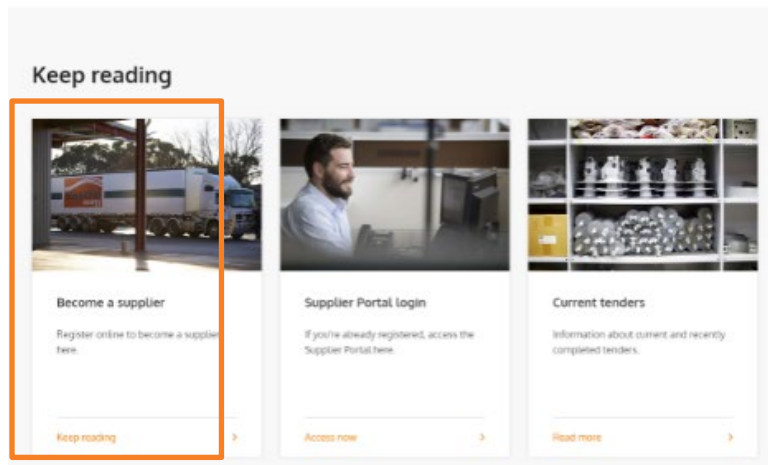 Keep reading
Become a supplier
Register online to become a supplier
here.
Keep reading
Supplier Portal login
If you're already registered, access the
Supplier Portal here.
Access now
Current tenders
Information about current and recently
completed tenders.
Read more